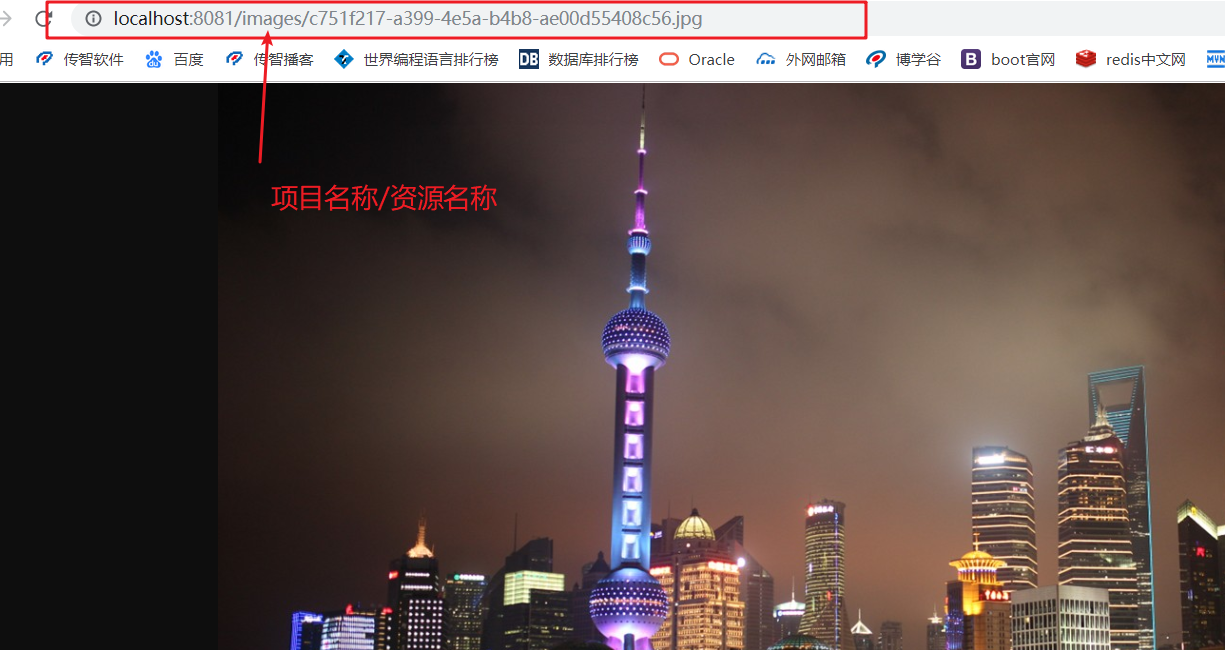 localhost:8081/images/c751f217-a399-4e5a-b4b8-ae00d55408c56.jpg
用 传智软件 百度 传智播客 世界编程语言排行榜 DB 数据库排行榜 Oracle 外网邮箱 博学谷 B boot官网 redis中文网 MVN
项目名称/资源名称